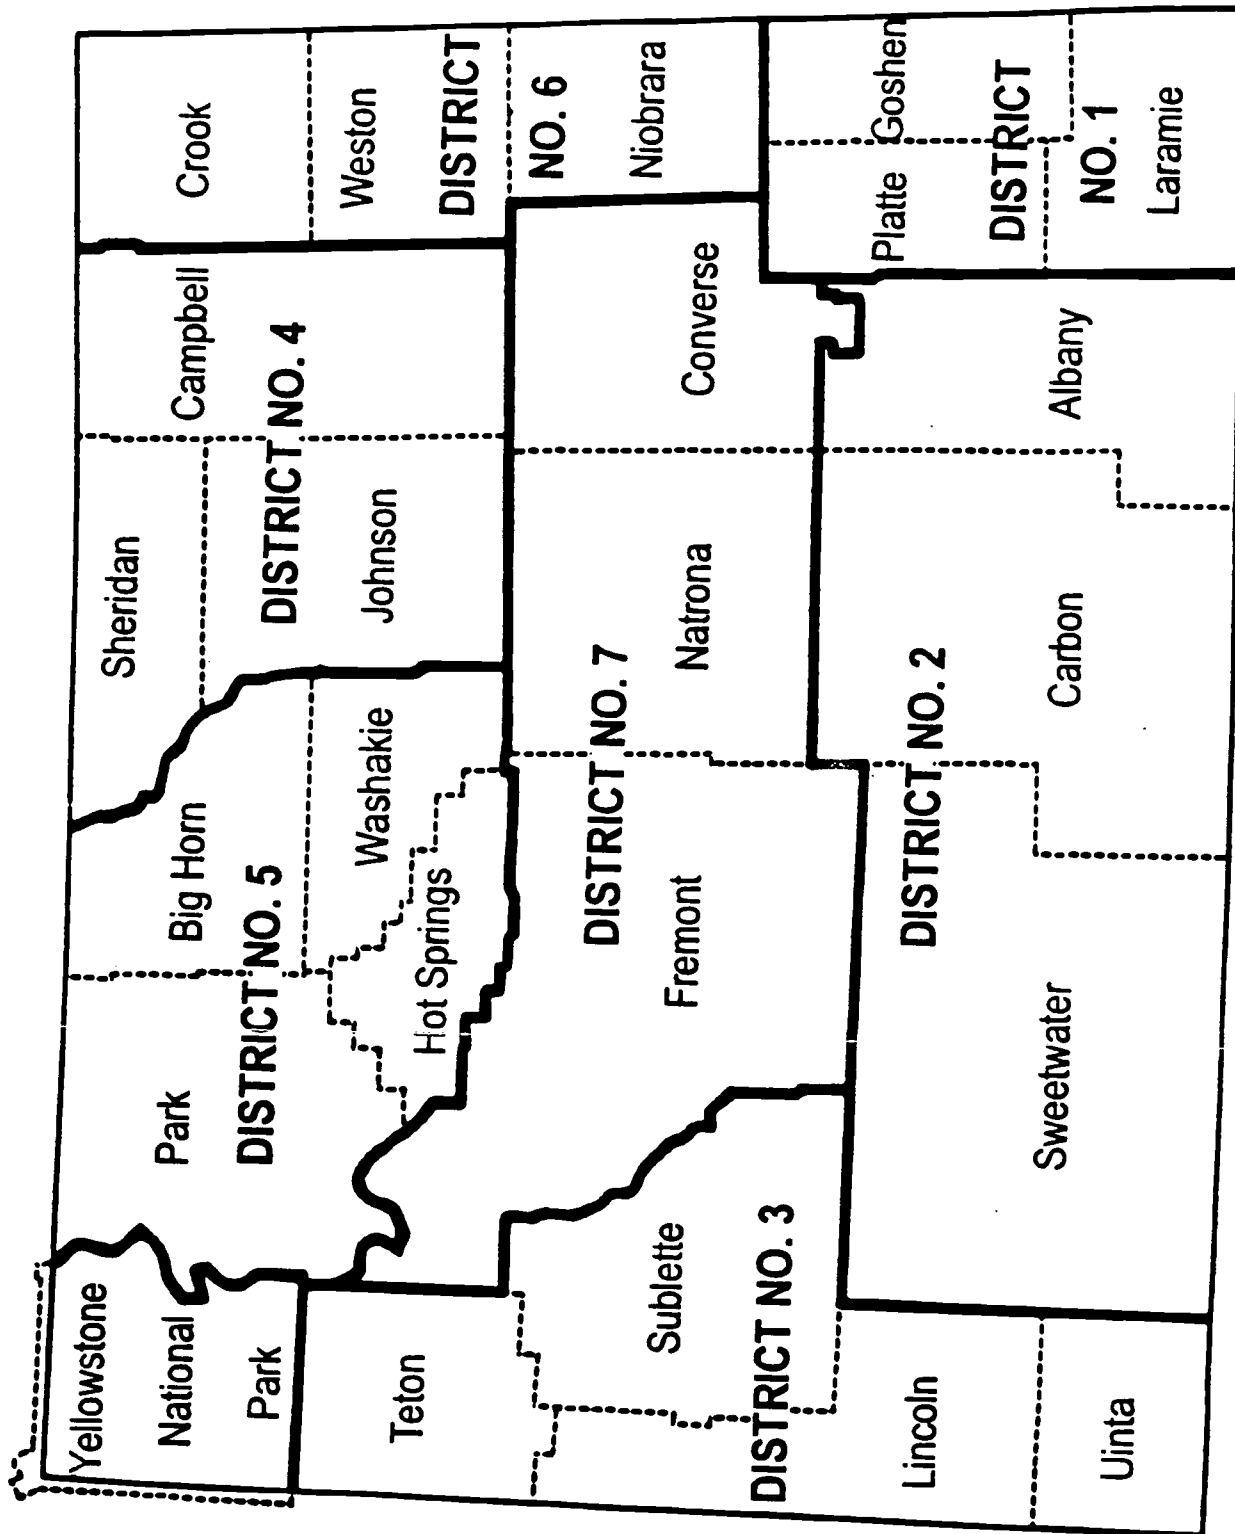 Yellowstone
National
Park
Park
Big Horn
DISTRICT NO. 5
Washakie
Hot Springs
Sheridan
Campbell
DISTRICT NO. 4
Johnson
Crook
Weston
DISTRICT
NO. 6
Niobrara
Teton
Sublette
DISTRICT NO. 3
Lincoln
Uinta
DISTRICT NO. 7
Fremont
Natrona
Converse
DISTRICT NO. 2
Sweetwater
Carbon
Albany
Platte
Goshen
DISTRICT
NO. 1
Laramie